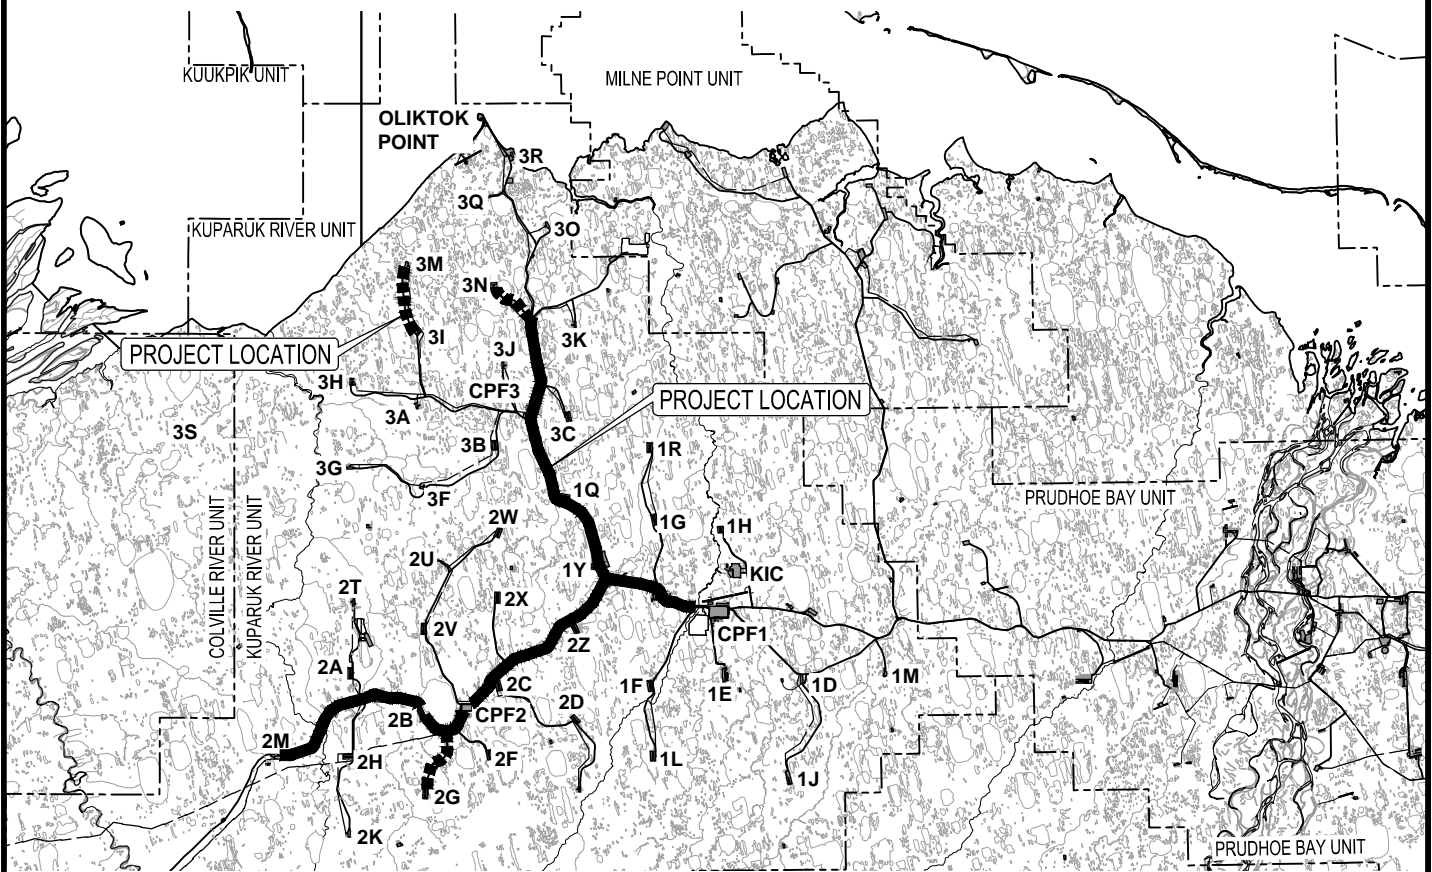 KUUKPIK UNIT
MILNE POINT UNIT
OLIKTOK
POINT
3R
3Q
3O
KUPARUK RIVER UNIT
3M
3N
3I
3J
3K
PROJECT LOCATION
3H
CPF3
PROJECT LOCATION
3A
3C
3S
3B
1R
3G
3F
1Q
PRUDHOE BAY UNIT
2W
1G
1H
COLVILLE RIVER UNIT
KUPARUK RIVER UNIT
2U
1Y
KIC
2T
2X
2V
2Z
CPF1
2A
2C
1F
1E
1D
1M
2B
CPF2
2D
2M
2H
2F
1L
1J
2G
2K
PRUDHOE BAY UNIT